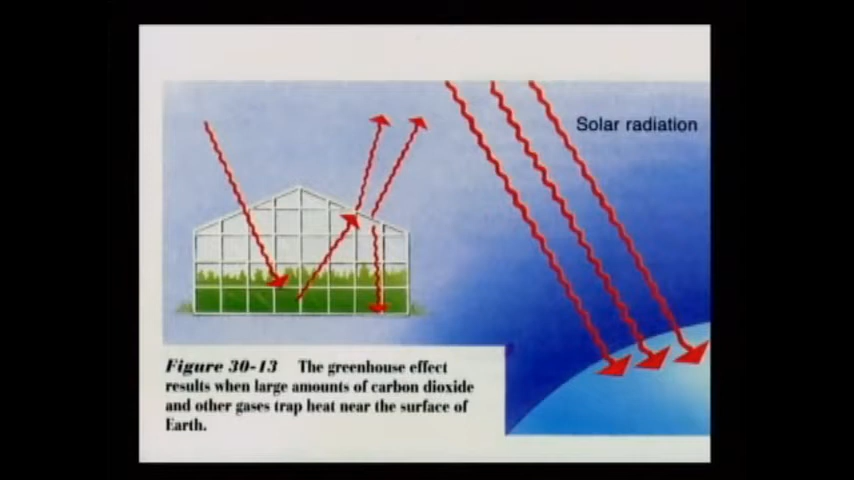 Solar radiation
Figure 30-13 The greenhouse effect
results when large amounts of carbon dioxide
and other gases trap heat near the surface of
Earth.